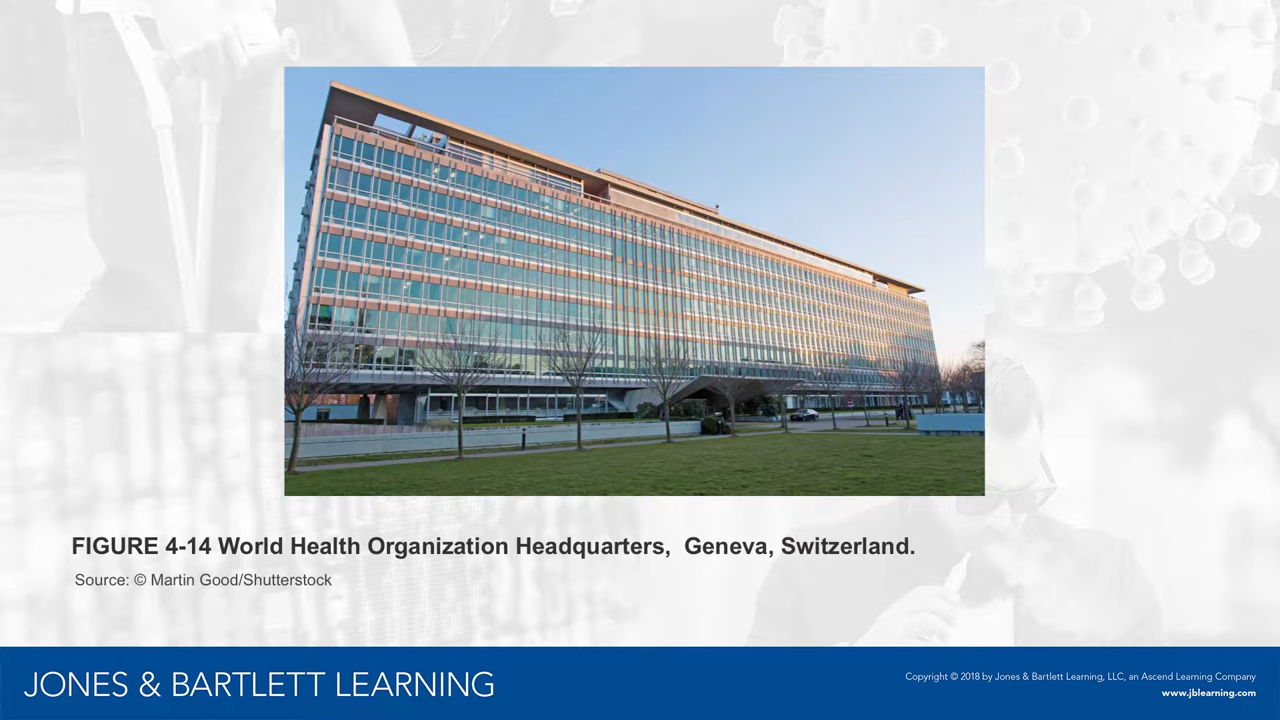 FIGURE 4-14 World Health Organization Headquarters,  Geneva, Switzerland.
Source: © Martin Good/Shutterstock
JONES & BARTLETT LEARNING
Copyright © 2018 by Jones & Bartlett Learning, LLC, an Ascend Learning Company
www.jblearning.com